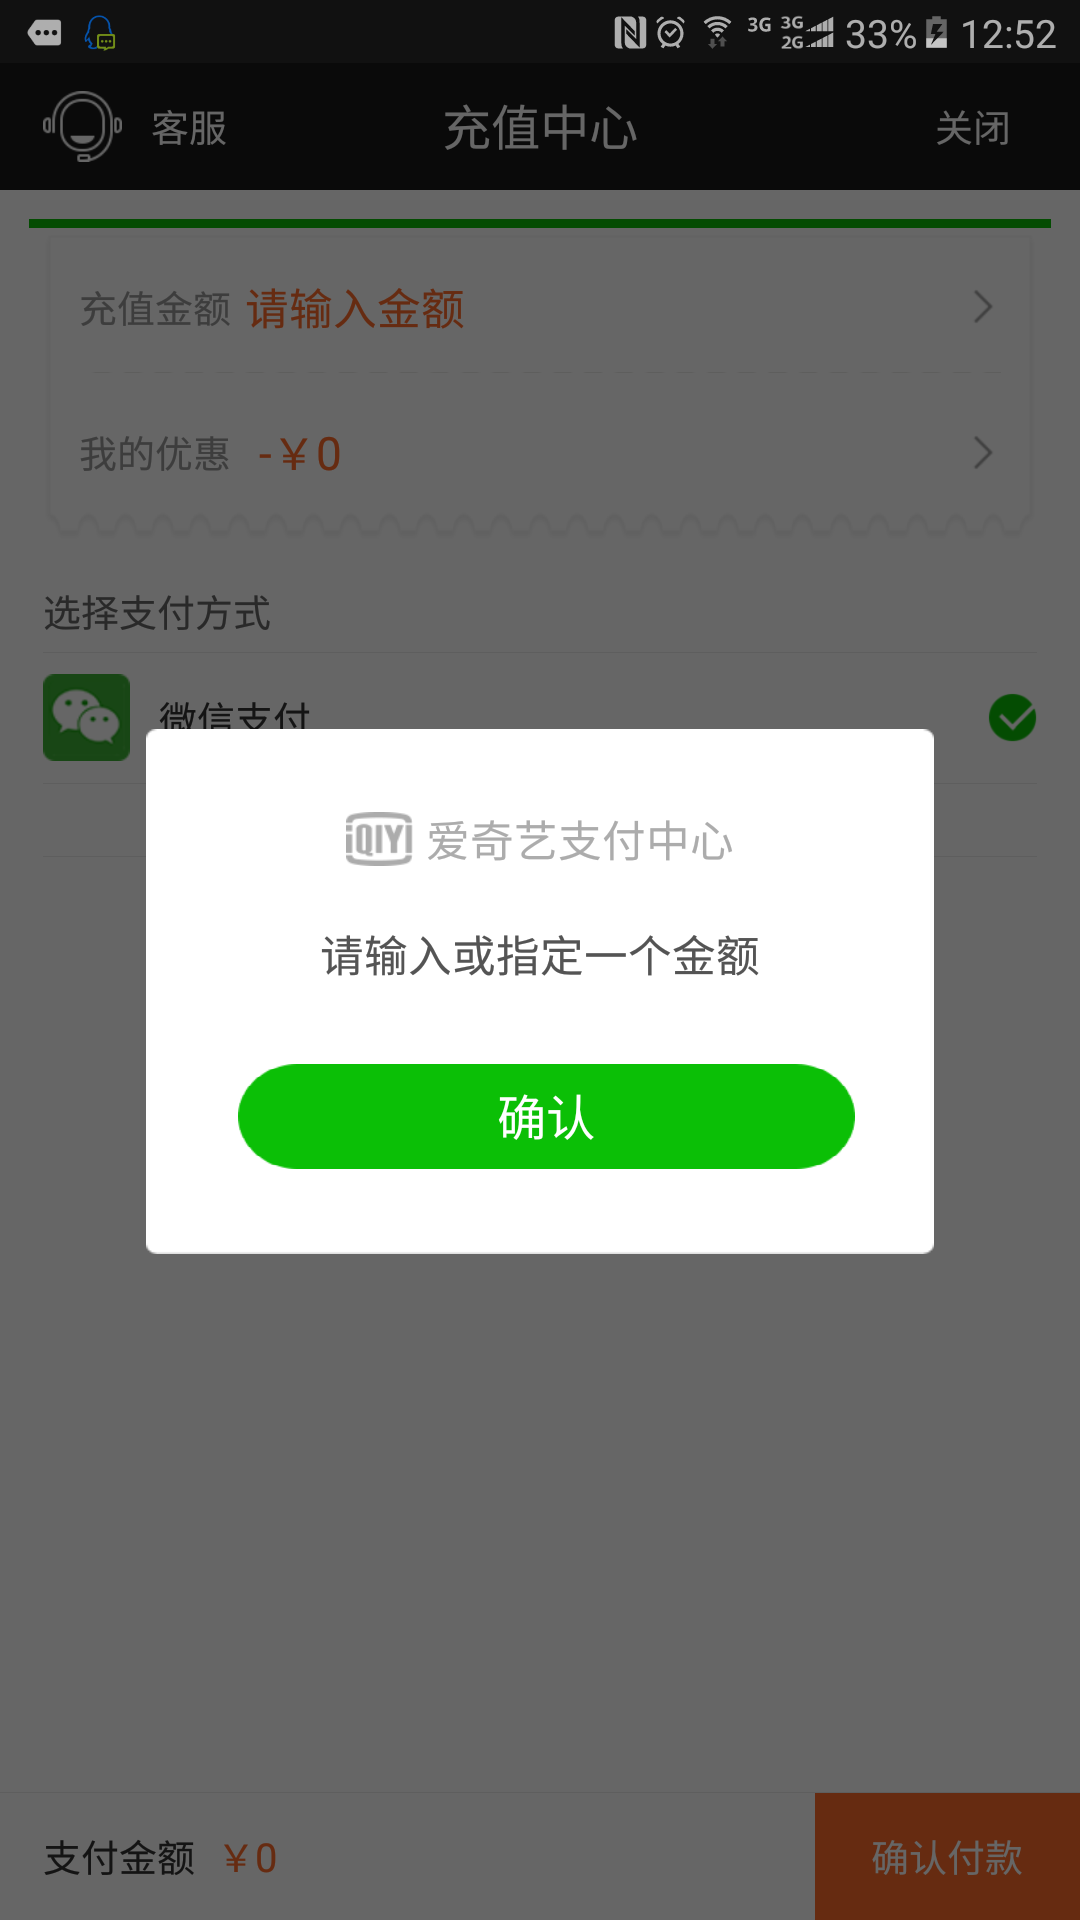 3G 3G 2G 33% 12:52
客服 充值中心 关闭
充值金额 请输入金额
我的优惠 -￥0
选择支付方式
微信支付
iQIYI 爱奇艺支付中心
请输入或指定一个金额
确认
支付金额 ￥0 确认付款